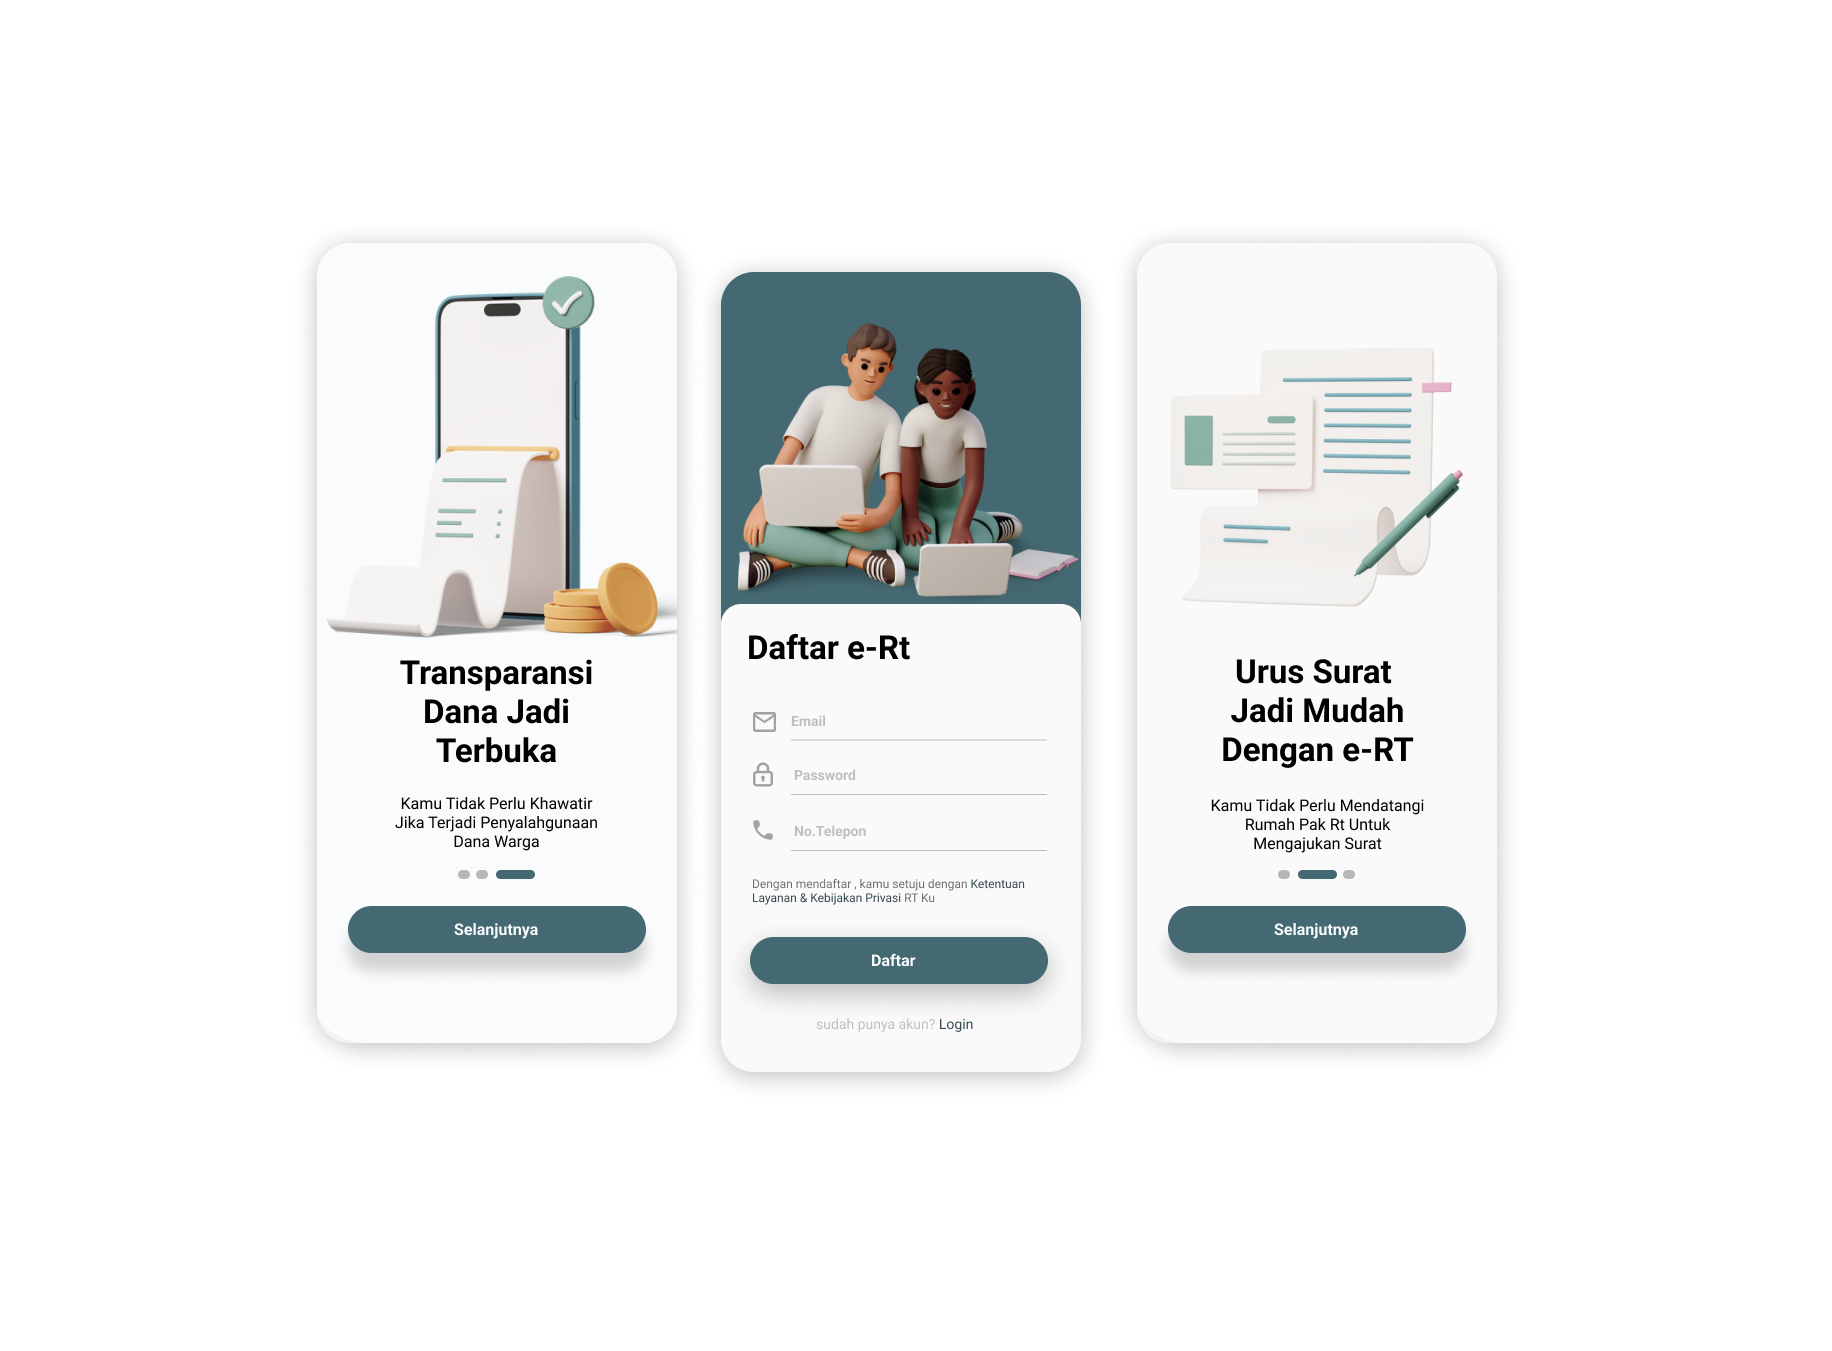 Transparansi
Dana Jadi
Terbuka
Kamu Tidak Perlu Khawatir
Jika Terjadi Penyalahgunaan
Dana Warga
Selanjutnya
Daftar e-Rt
Email
Password
No.Telepon
Dengan mendaftar , kamu setuju dengan Ketentuan
Layanan & Kebijakan Privasi RT Ku
Daftar
sudah punya akun? Login
Urus Surat
Jadi Mudah
Dengan e-RT
Kamu Tidak Perlu Mendatangi
Rumah Pak Rt Untuk
Mengajukan Surat
Selanjutnya